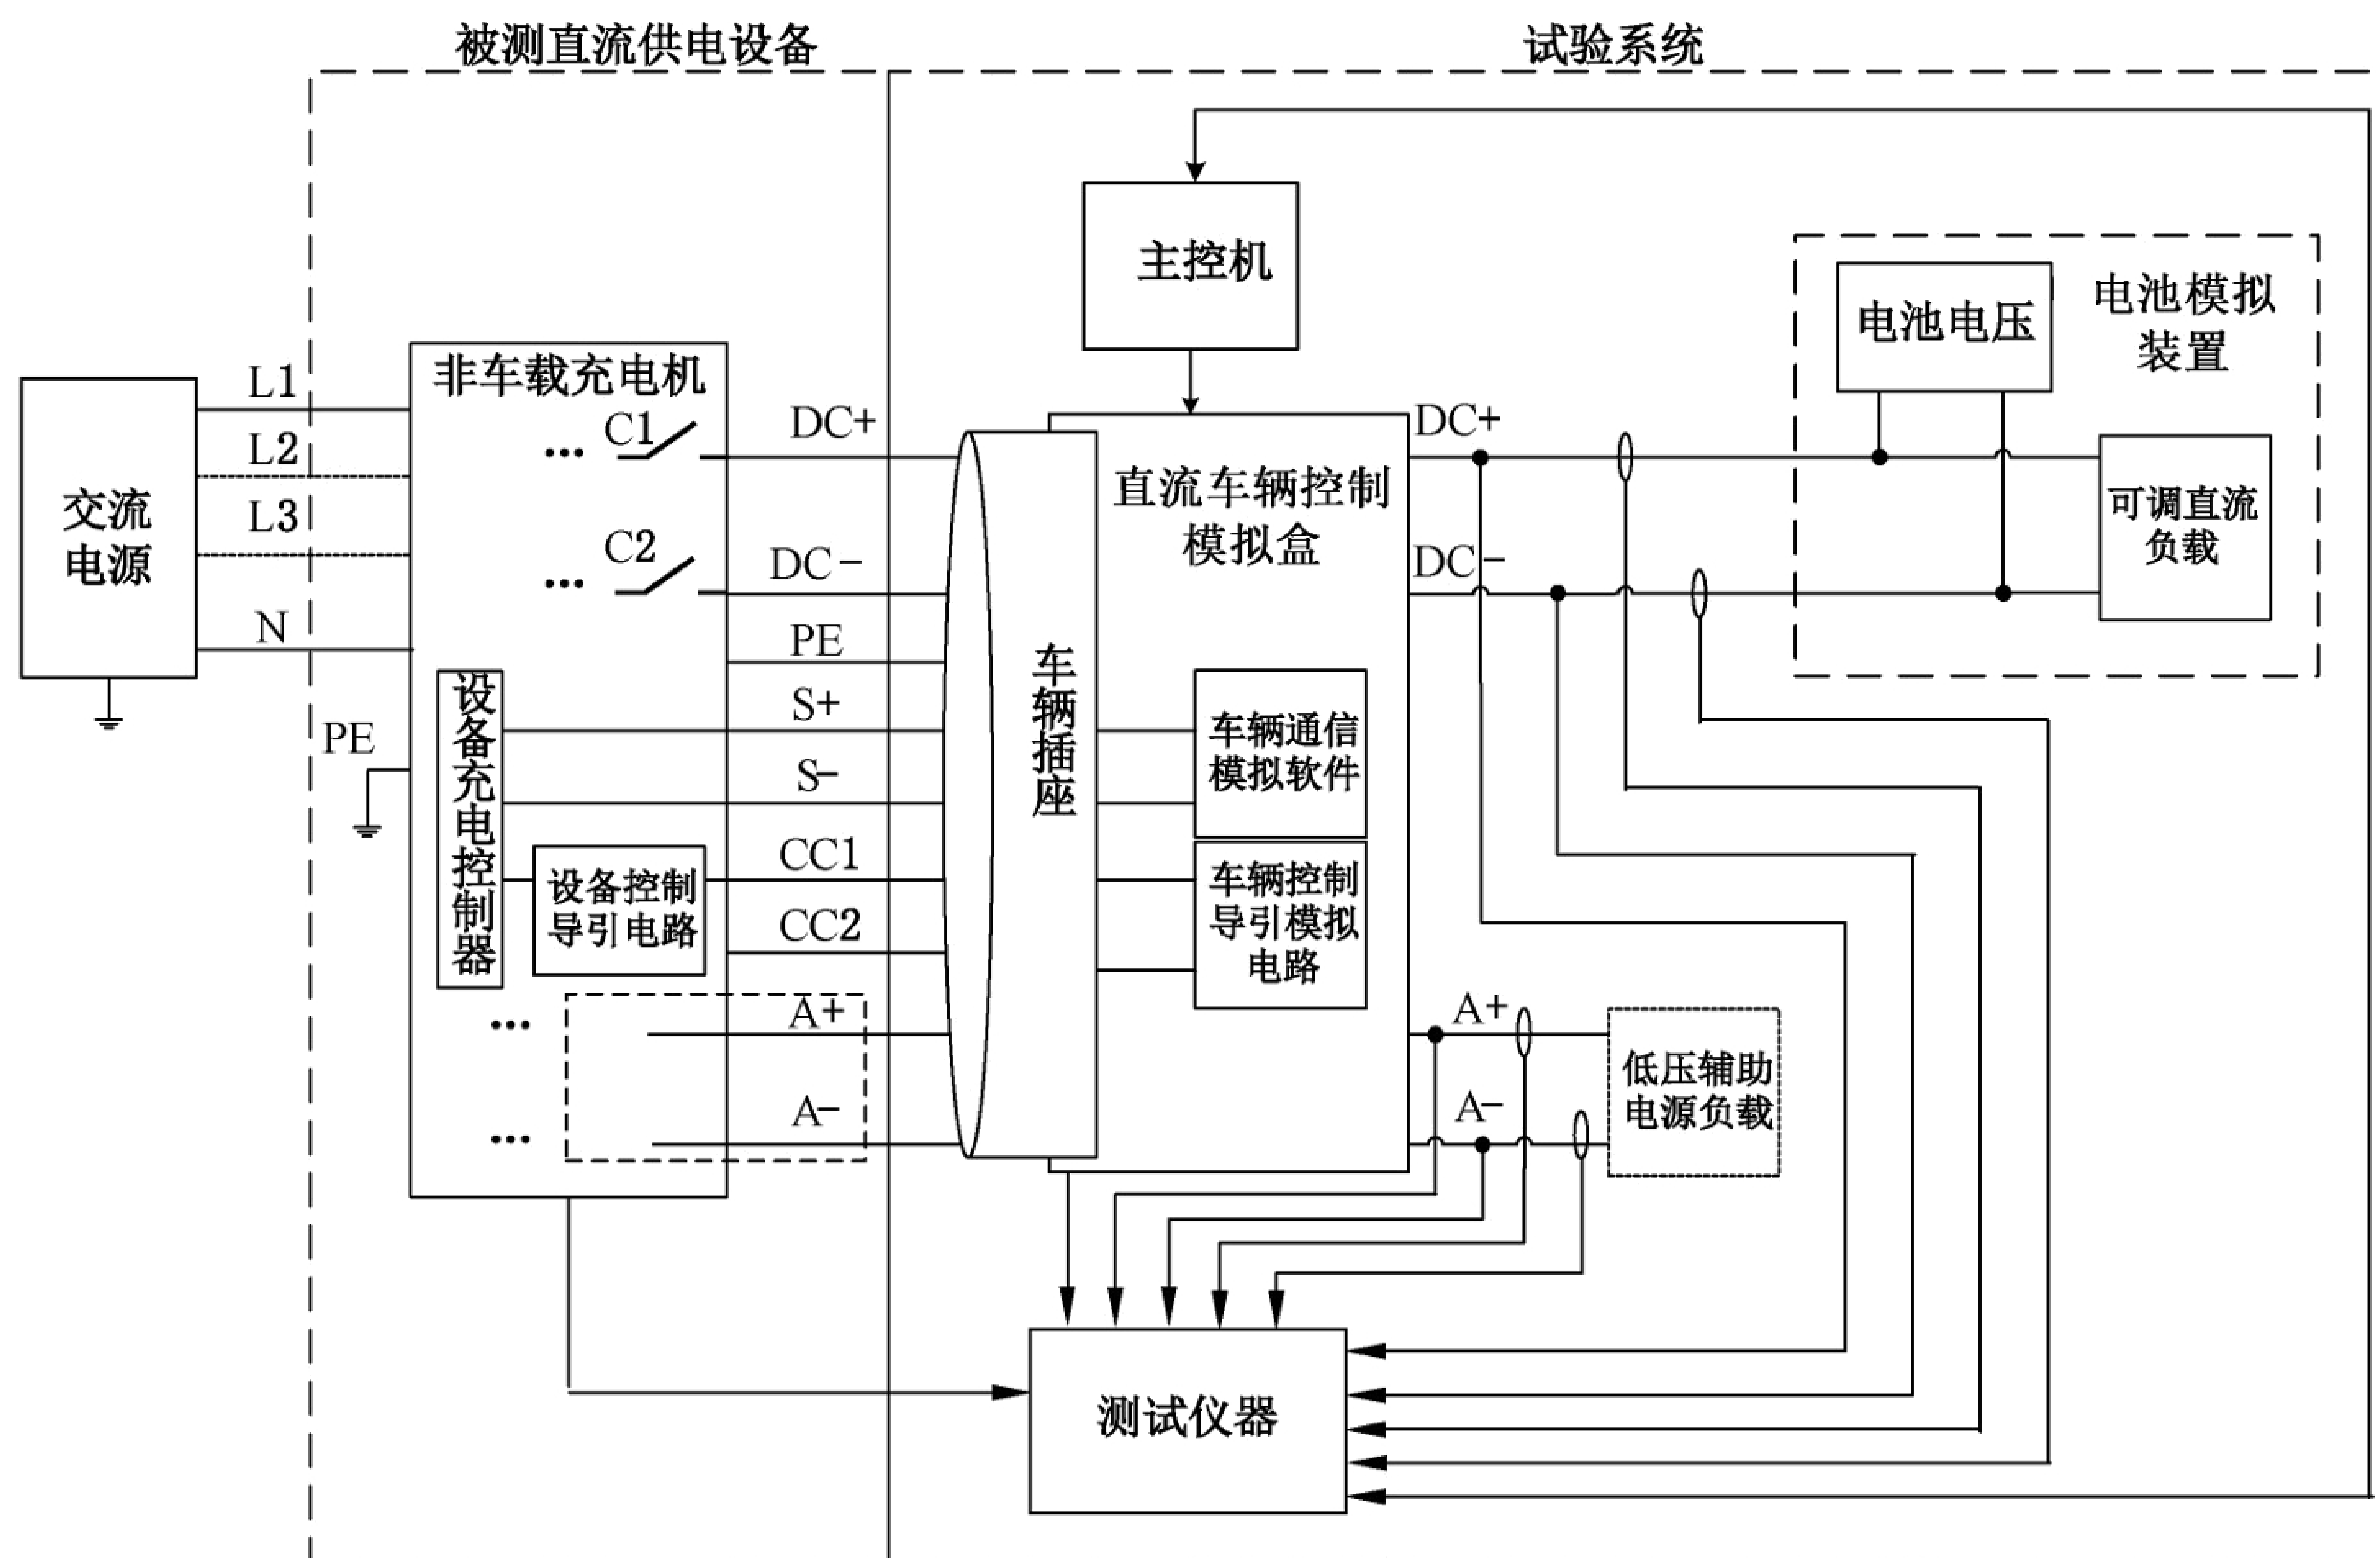 被测直流供电设备
试验系统
主控机
电池电压
电池模拟
装置
非车载充电机
L1
L2
L3
N
交流
电源
C1
C2
DC+
DC-
PE
S+
S-
CC1
CC2
A+
A-
PE
设备充电控制器
设备控制
导引电路
车辆插座
直流车辆控制
模拟盒
DC+
DC-
可调直流
负载
车辆通信
模拟软件
车辆控制
导引模拟
电路
A+
A-
低压辅助
电源负载
测试仪器